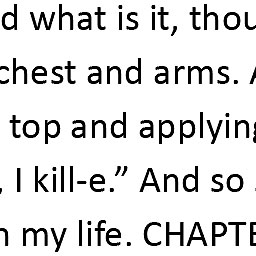 d what is it, thou
chest and arms.
top and applying
, I kill-e.” And so
n my life. CHAPTE